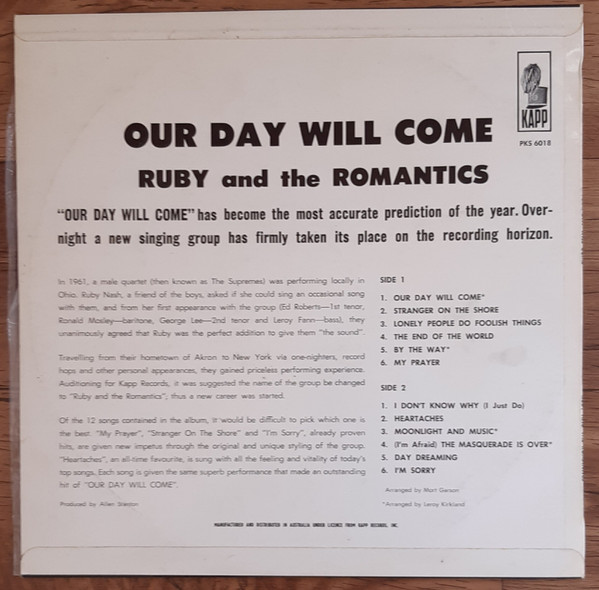 KAPP
PKS 6018
OUR DAY WILL COME
RUBY and the ROMANTICS
"OUR DAY WILL COME" has become the most accurate prediction of the year. Over-
night a new singing group has firmly taken its place on the recording horizon.
In 1961, a male quartet (then known as The Supremes) was performing locally in
Ohio. Ruby Nash, a friend of the boys, asked if she could sing an occasional song
with them, and from her first appearance with the group (Ed Roberts—1st tenor,
Ronald Mosley—baritone, George Lee—2nd tenor and Leroy Fann—bass), they
unanimously agreed that Ruby was the perfect addition to give them "the sound".
Travelling from their hometown of Akron to New York via one-nighters, record
hops and other personal appearances, they gained priceless performing experience.
Auditioning for Kapp Records, it was suggested the name of the group be changed
to "Ruby and the Romantics"; thus a new career was started.
Of the 12 songs contained in the album, it would be difficult to pick which one is
the best. "My Prayer", "Stranger On The Shore" and "I'm Sorry", already proven
hits, are given new impetus through the original and unique styling of the group.
"Heartaches", an all-time favourite, is sung with all the feeling and vitality of today's
top songs. Each song is given the same superb performance that made an outstanding
hit of "OUR DAY WILL COME".
Produced by Allen Stanton
SIDE 1
1. OUR DAY WILL COME*
2. STRANGER ON THE SHORE
3. LONELY PEOPLE DO FOOLISH THINGS
4. THE END OF THE WORLD
5. BY THE WAY*
6. MY PRAYER
SIDE 2
1. I DON'T KNOW WHY (I Just Do)
2. HEARTACHES
3. MOONLIGHT AND MUSIC*
4. (I'm Afraid) THE MASQUERADE IS OVER*
5. DAY DREAMING
6. I'M SORRY
Arranged by Mort Garson
*Arranged by Leroy Kirkland
MANUFACTURED AND DISTRIBUTED IN AUSTRALIA UNDER LICENCE FROM KAPP RECORDS, INC.